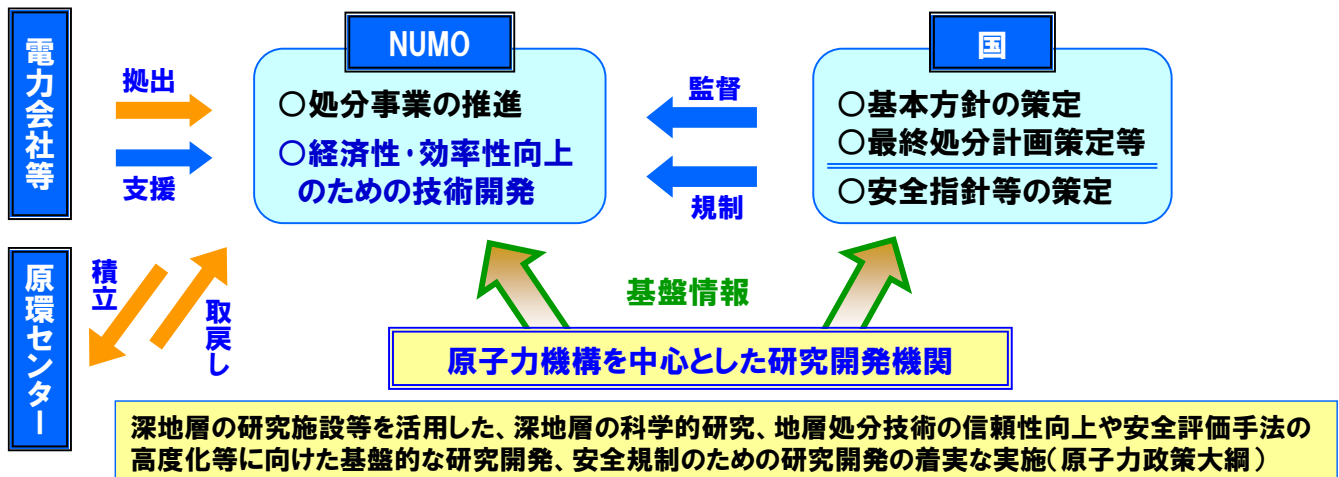 電力会社等
拠出
支援
NUMO
〇処分事業の推進
〇経済性・効率性向上
のための技術開発
監督
規制
国
〇基本方針の策定
〇最終処分計画策定等
〇安全指針等の策定
原環センター
積立
取戻し
基盤情報
原子力機構を中心とした研究開発機関
深地層の研究施設等を活用した、深地層の科学的研究、地層処分技術の信頼性向上や安全評価手法の
高度化等に向けた基盤的な研究開発、安全規制のための研究開発の着実な実施(原子力政策大綱)